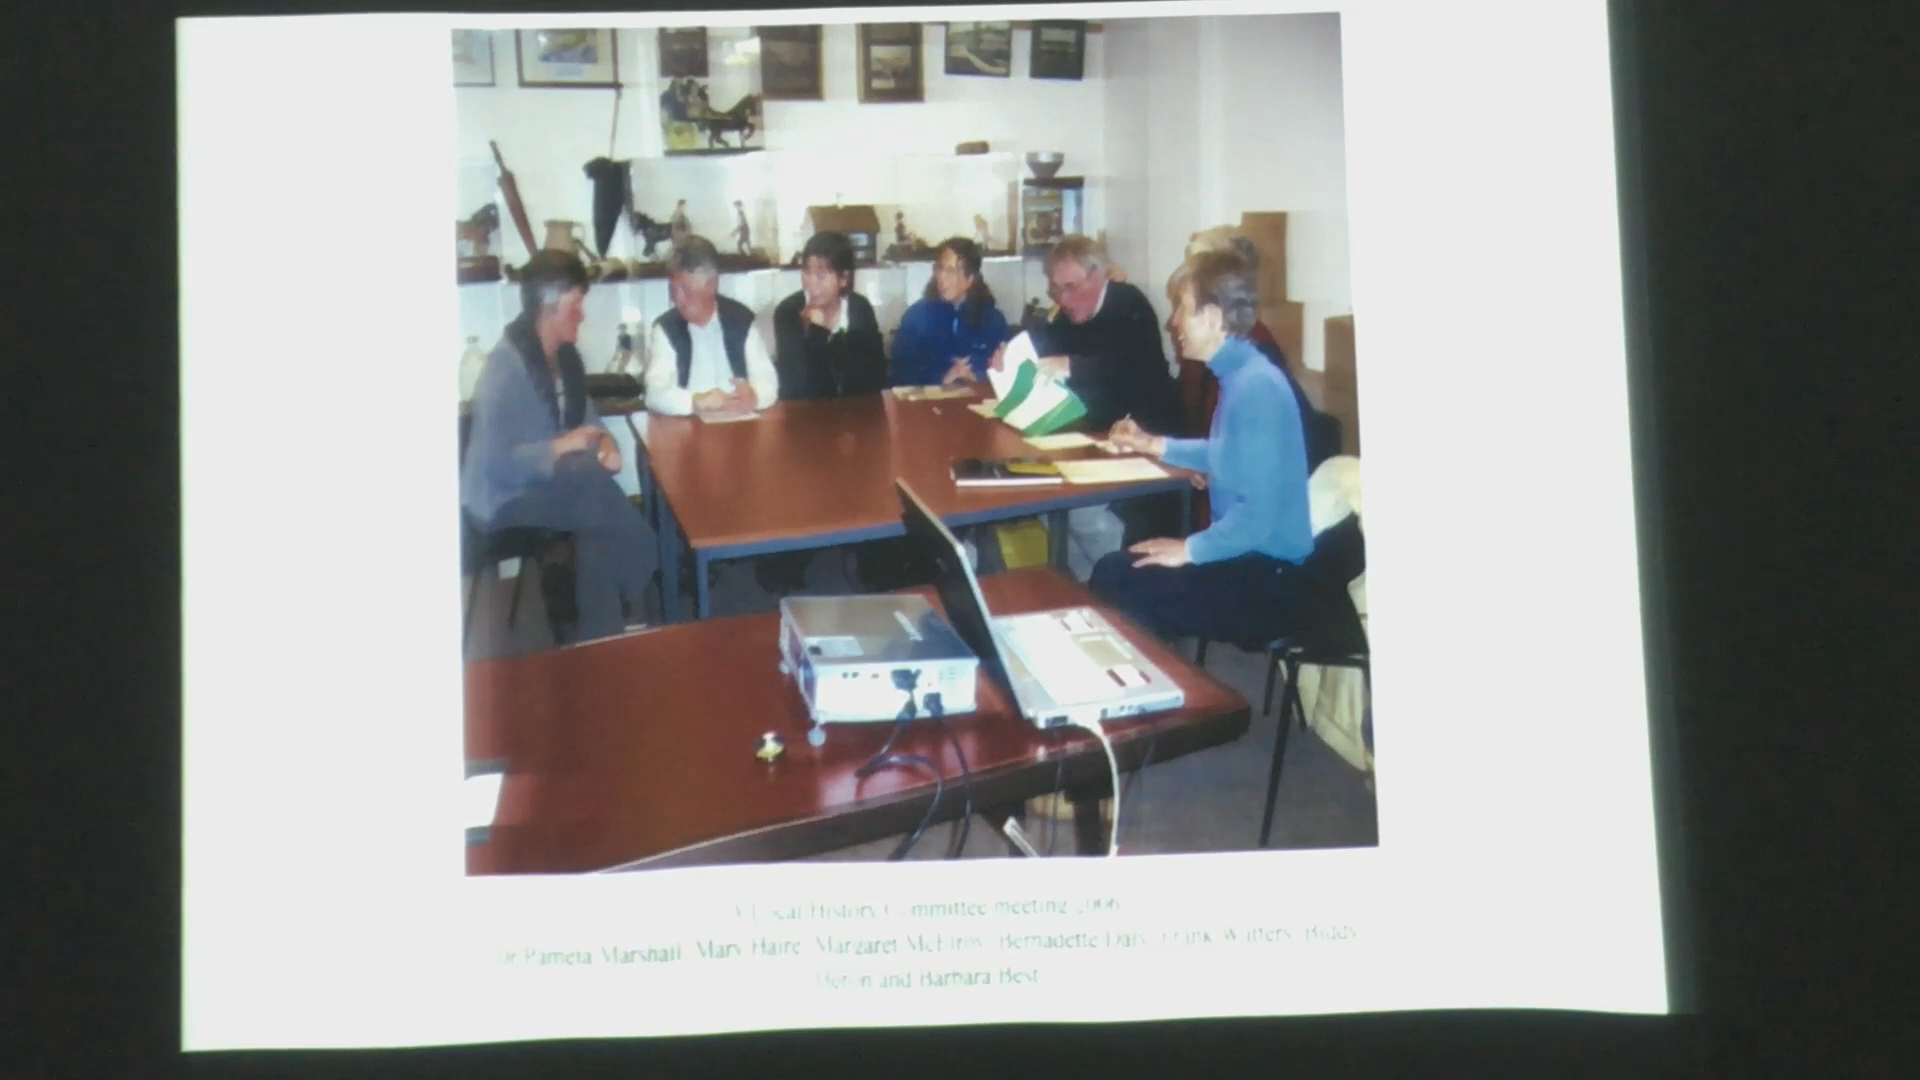 A Local History Committee meeting 2006
Dr Pamela Marshall, Mary Haire, Margaret McElroy, Bernadette Daly, Frank Watters, Biddy
Heron and Barbara Best